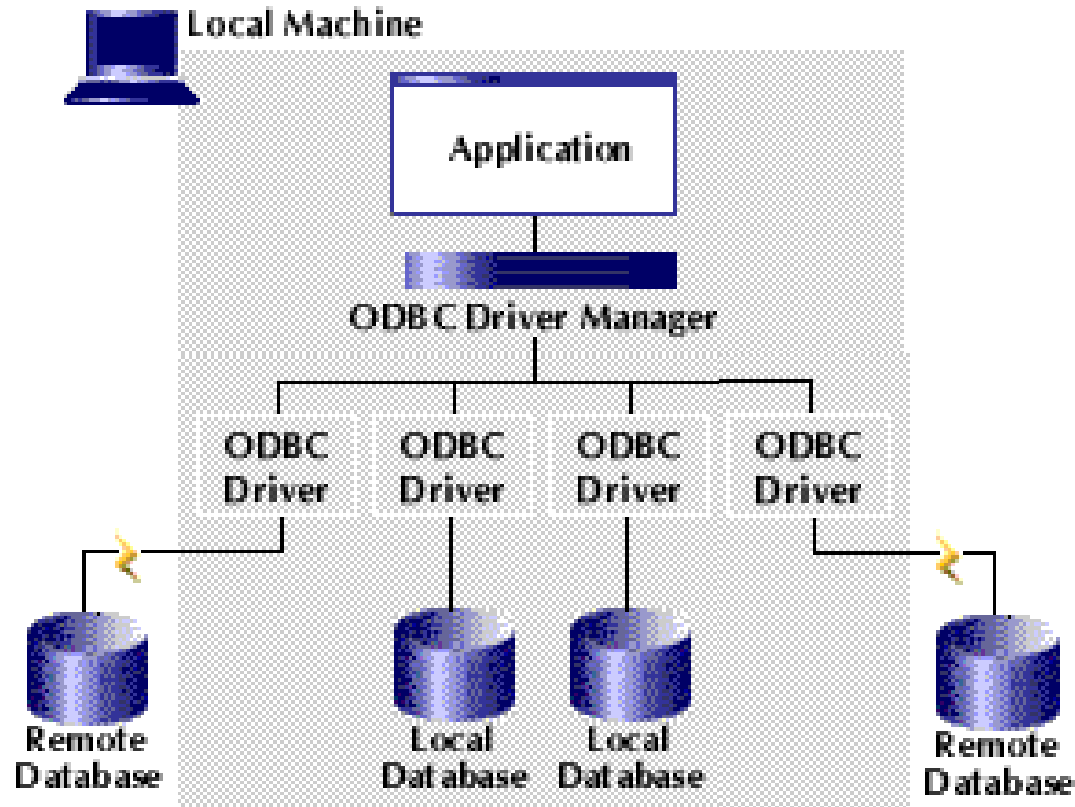 Local Machine
Application
ODBC Driver Manager
ODBC
Driver
ODBC
Driver
ODBC
Driver
ODBC
Driver
Remote
Database
Local
Database
Local
Database
Remote
Database